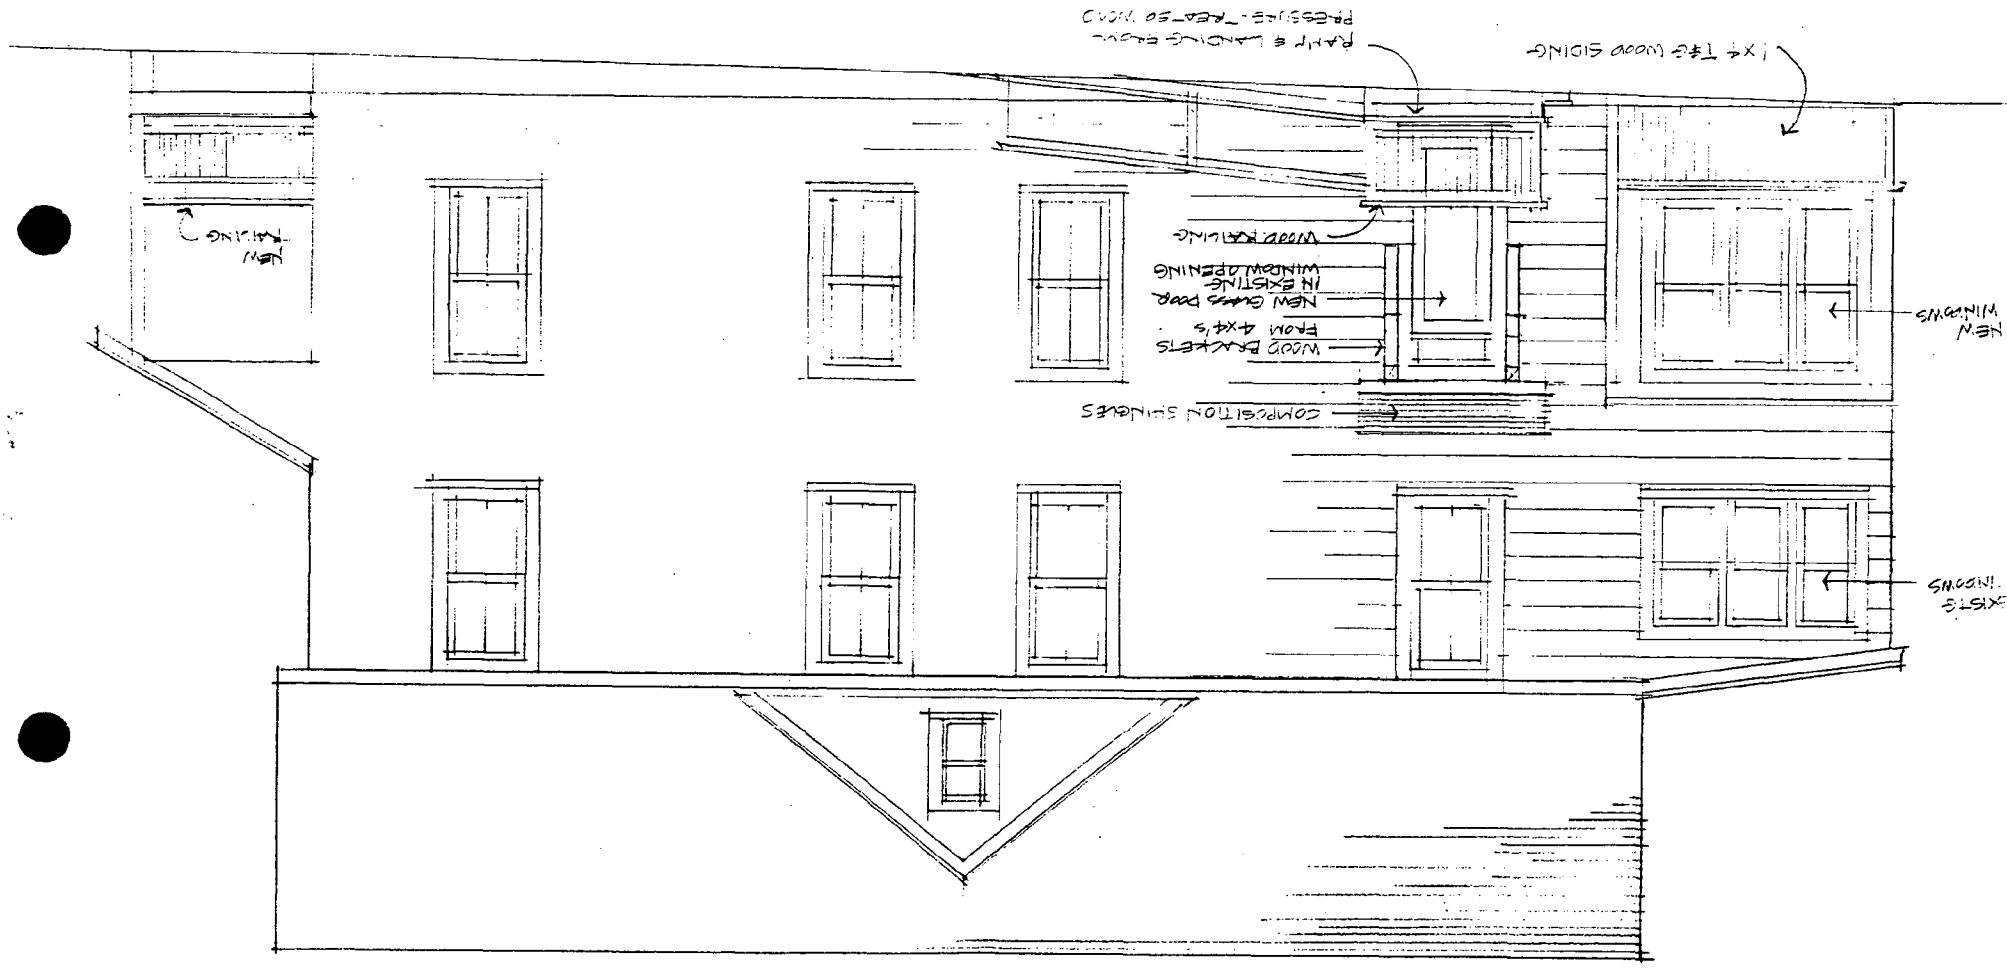 EXIST'G
WINDOWS
COMPOSITION SHINGLES
WOOD BRACKETS
FROM 4x4'S
NEW GLASS DOOR
IN EXISTING
WINDOW OPENING
WOOD RAILING
NEW
WINDOWS
NEW
RAILING
1x4 T&G WOOD SIDING
RAMP & LANDING FROM
PRESSURE-TREATED WOOD